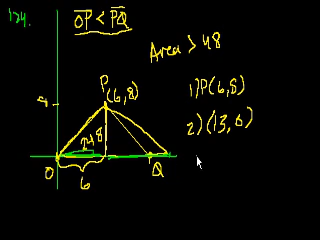 124.
OP < PQ
Area > 48
P
(6,8)
1) P(6,8)
2) (13,0)
8
8
O
6
Q